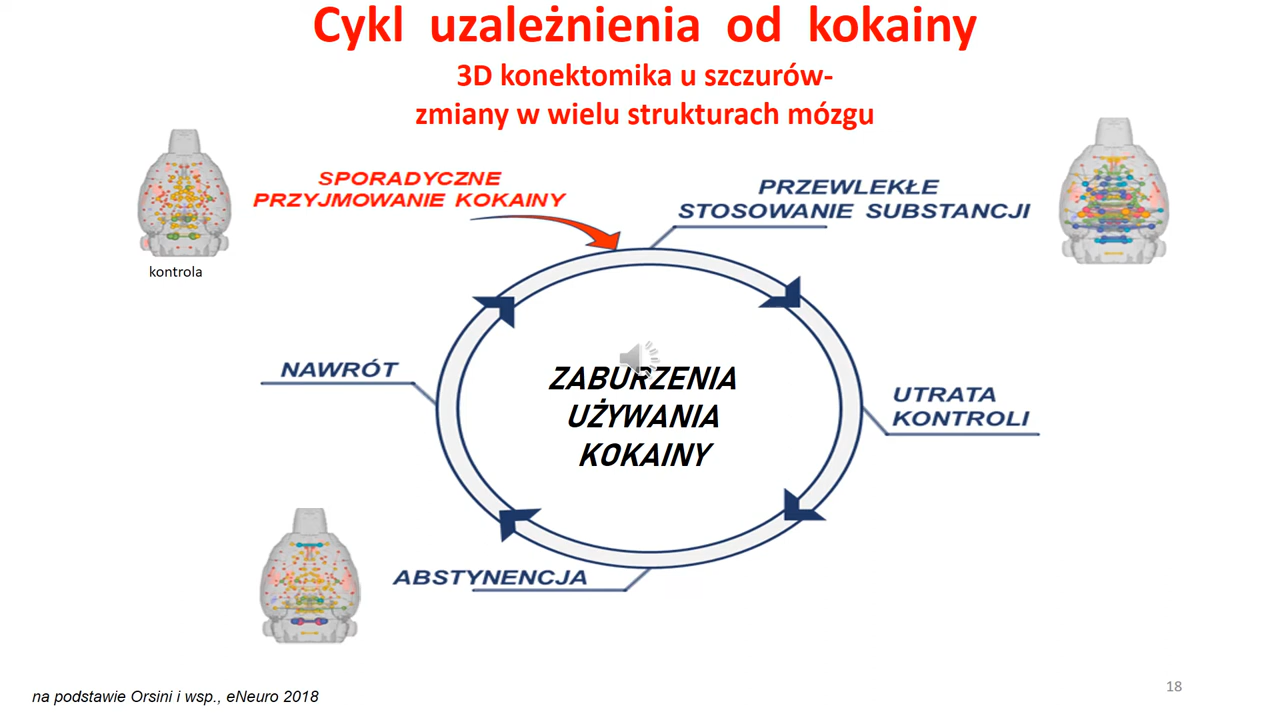 Cykl uzależnienia od kokainy
3D konektomika u szczurów-
zmiany w wielu strukturach mózgu
SPORADYCZNE
PRZYJMOWANIE KOKAINY
PRZEWLEKŁE
STOSOWANIE SUBSTANCJI
kontrola
NAWRÓT
ZABURZENIA
UŻYWANIA
KOKAINY
UTRATA
KONTROLI
ABSTYNENCJA
na podstawie Orsini i wsp., eNeuro 2018
18